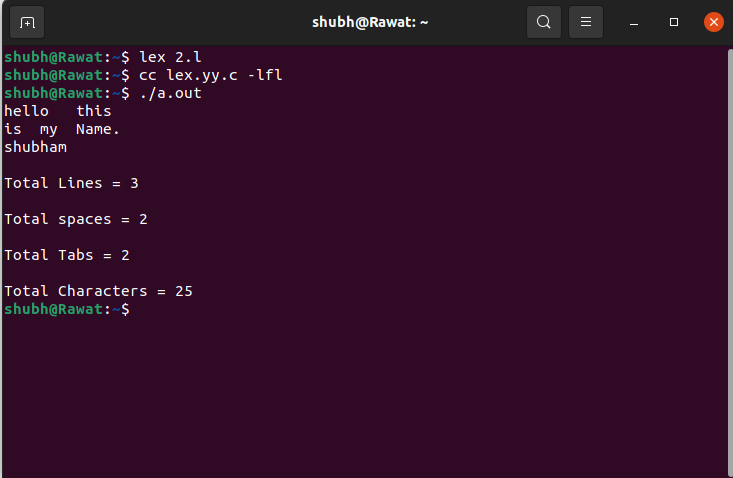 shubh@Rawat: ~
shubh@Rawat:~$ lex 2.l
shubh@Rawat:~$ cc lex.yy.c -lfl
shubh@Rawat:~$ ./a.out
hello   this
is  my  Name.
shubham
Total Lines = 3
Total spaces = 2
Total Tabs = 2
Total Characters = 25
shubh@Rawat:~$